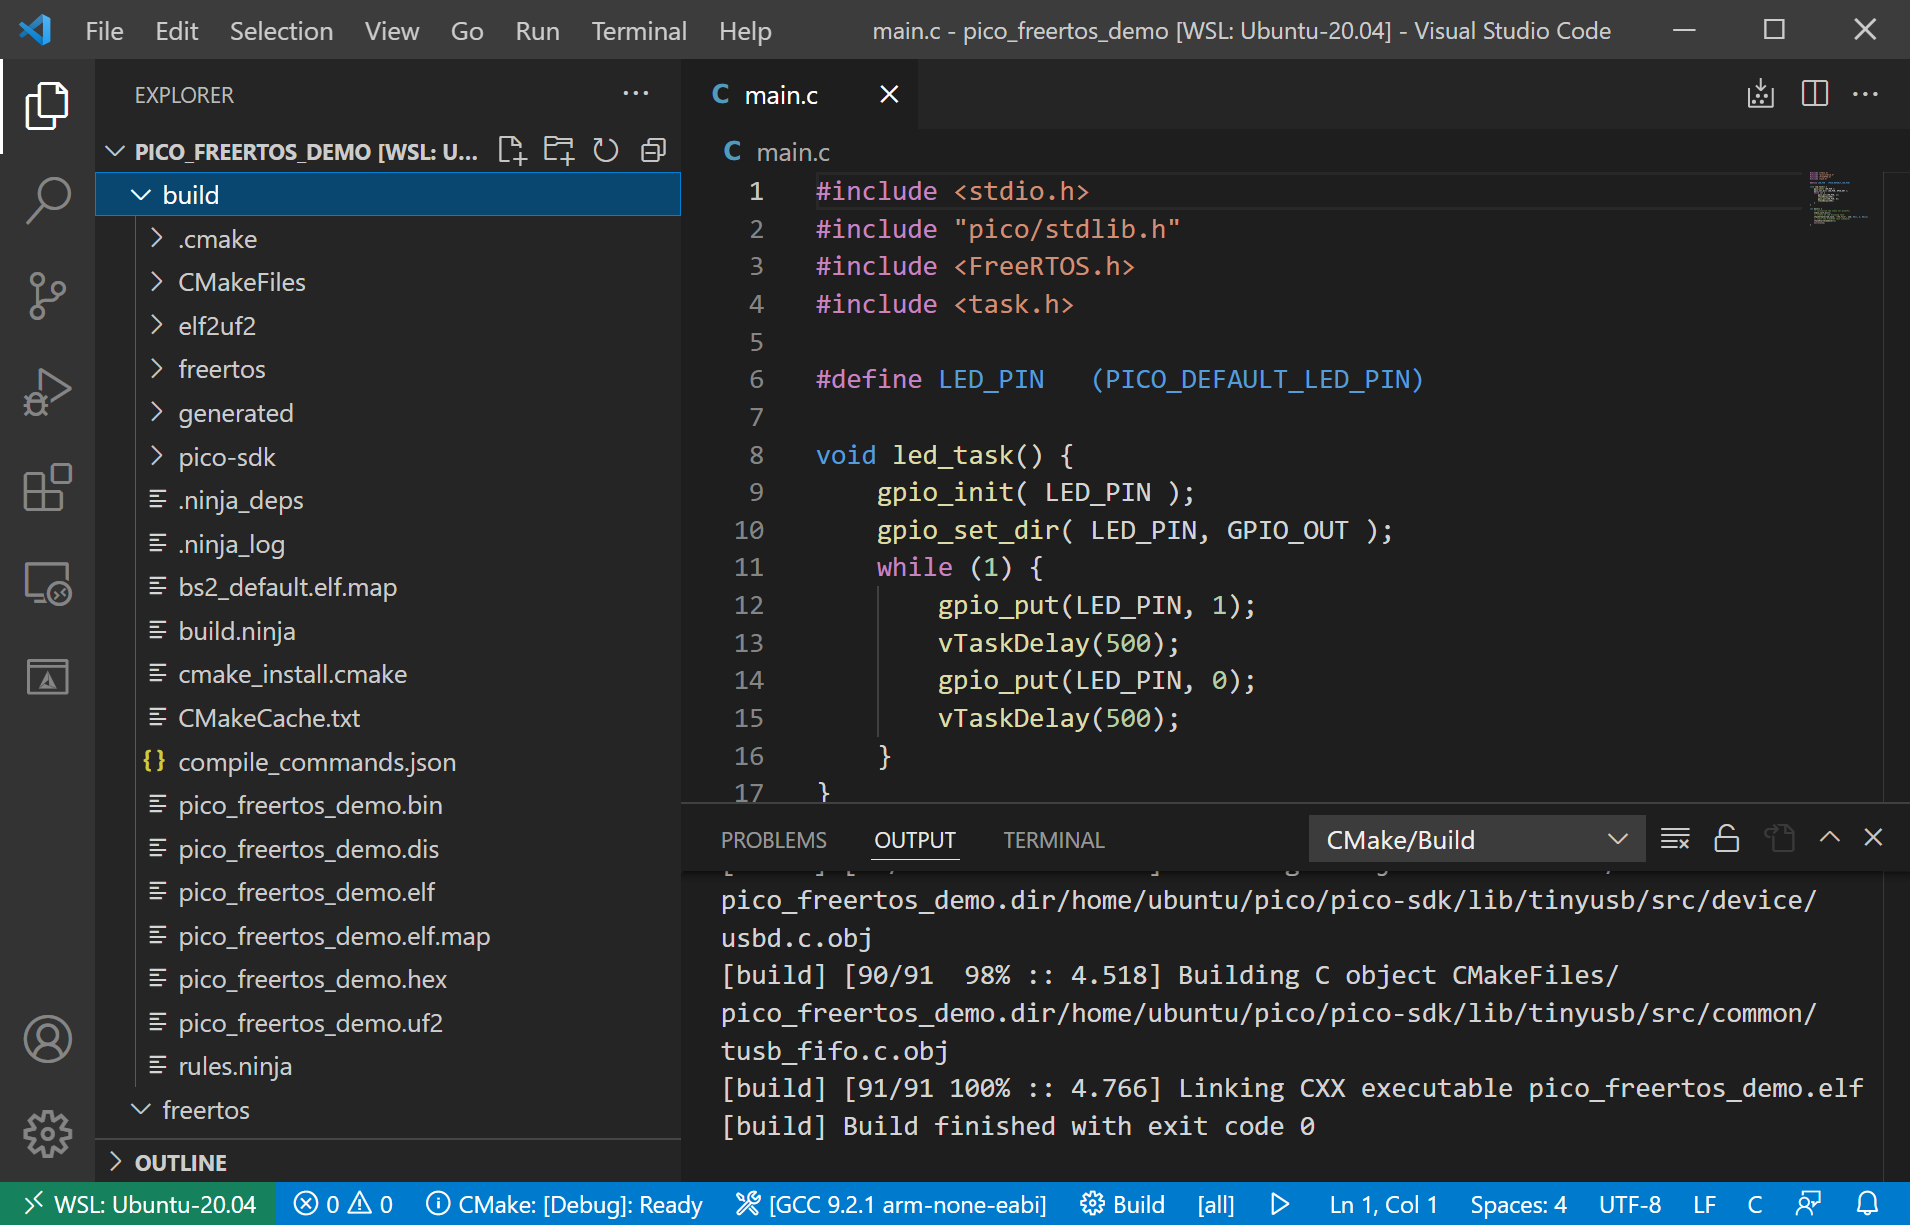 File Edit Selection View Go Run Terminal Help main.c - pico_freertos_demo [WSL: Ubuntu-20.04] - Visual Studio Code
EXPLORER
PICO_FREERTOS_DEMO [WSL: U...
build
.cmake
CMakeFiles
elf2uf2
freertos
generated
pico-sdk
.ninja_deps
.ninja_log
bs2_default.elf.map
build.ninja
cmake_install.cmake
CMakeCache.txt
compile_commands.json
pico_freertos_demo.bin
pico_freertos_demo.dis
pico_freertos_demo.elf
pico_freertos_demo.elf.map
pico_freertos_demo.hex
pico_freertos_demo.uf2
rules.ninja
freertos
OUTLINE
C main.c
C main.c
1 #include <stdio.h>
2 #include "pico/stdlib.h"
3 #include <FreeRTOS.h>
4 #include <task.h>
5
6 #define LED_PIN   (PICO_DEFAULT_LED_PIN)
7
8 void led_task() {
9     gpio_init( LED_PIN );
10     gpio_set_dir( LED_PIN, GPIO_OUT );
11     while (1) {
12         gpio_put(LED_PIN, 1);
13         vTaskDelay(500);
14         gpio_put(LED_PIN, 0);
15         vTaskDelay(500);
16     }
17 }
PROBLEMS OUTPUT TERMINAL CMake/Build
pico_freertos_demo.dir/home/ubuntu/pico/pico-sdk/lib/tinyusb/src/device/
usbd.c.obj
[build] [90/91  98% :: 4.518] Building C object CMakeFiles/
pico_freertos_demo.dir/home/ubuntu/pico/pico-sdk/lib/tinyusb/src/common/
tusb_fifo.c.obj
[build] [91/91 100% :: 4.766] Linking CXX executable pico_freertos_demo.elf
[build] Build finished with exit code 0
WSL: Ubuntu-20.04 0 0 CMake: [Debug]: Ready [GCC 9.2.1 arm-none-eabi] Build [all] Ln 1, Col 1 Spaces: 4 UTF-8 LF C